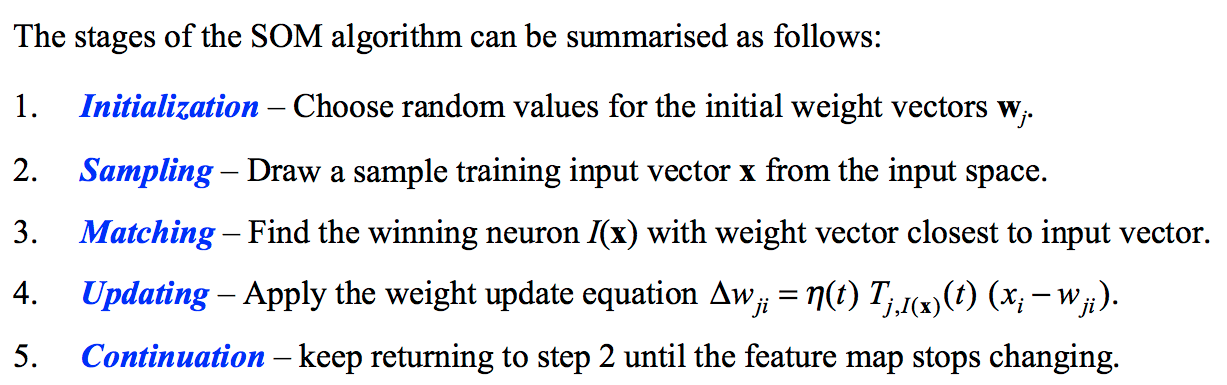 The stages of the SOM algorithm can be summarised as follows:
1. Initialization – Choose random values for the initial weight vectors wj.
2. Sampling – Draw a sample training input vector x from the input space.
3. Matching – Find the winning neuron I(x) with weight vector closest to input vector.
4. Updating – Apply the weight update equation Δwji = η(t) Tj,I(x)(t) (xi – wji).
5. Continuation – keep returning to step 2 until the feature map stops changing.